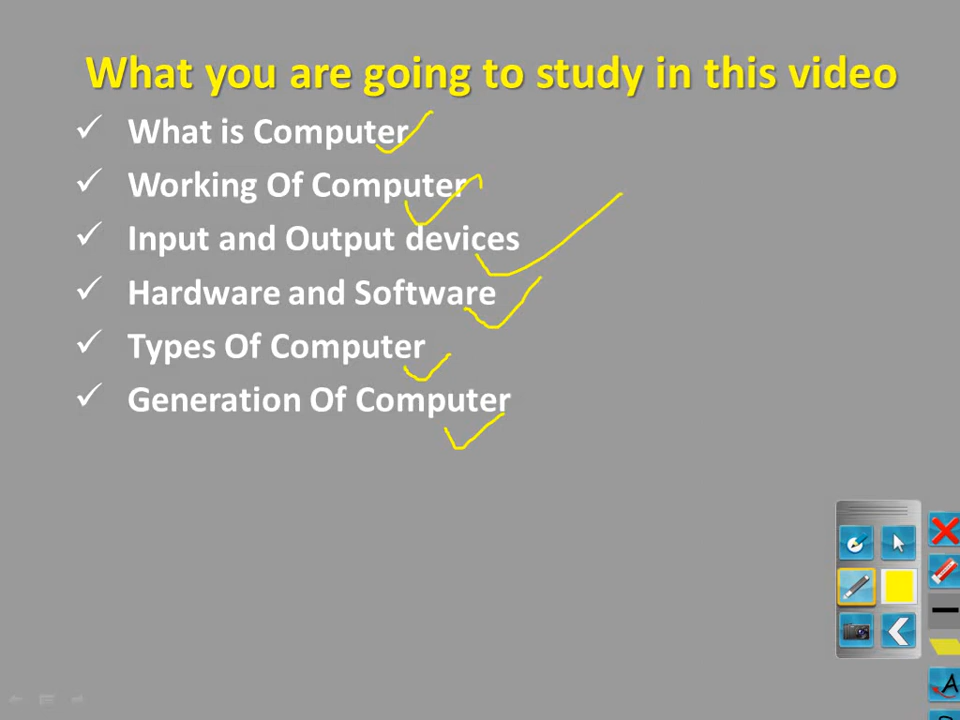 What you are going to study in this video
✓ What is Computer
✓ Working Of Computer
✓ Input and Output devices
✓ Hardware and Software
✓ Types Of Computer
✓ Generation Of Computer
A